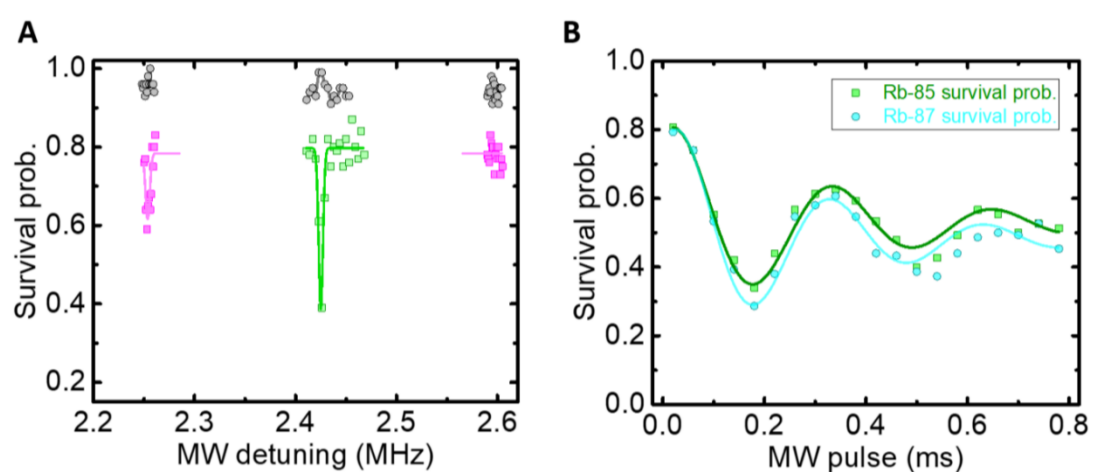 A
B
Survival prob.
1.0
0.8
0.6
0.4
0.2
2.2
2.3
2.4
2.5
2.6
MW detuning (MHz)
Survival prob.
1.0
0.8
0.6
0.4
0.2
0.0
Rb-85 survival prob.
Rb-87 survival prob.
0.0
0.2
0.4
0.6
0.8
MW pulse (ms)